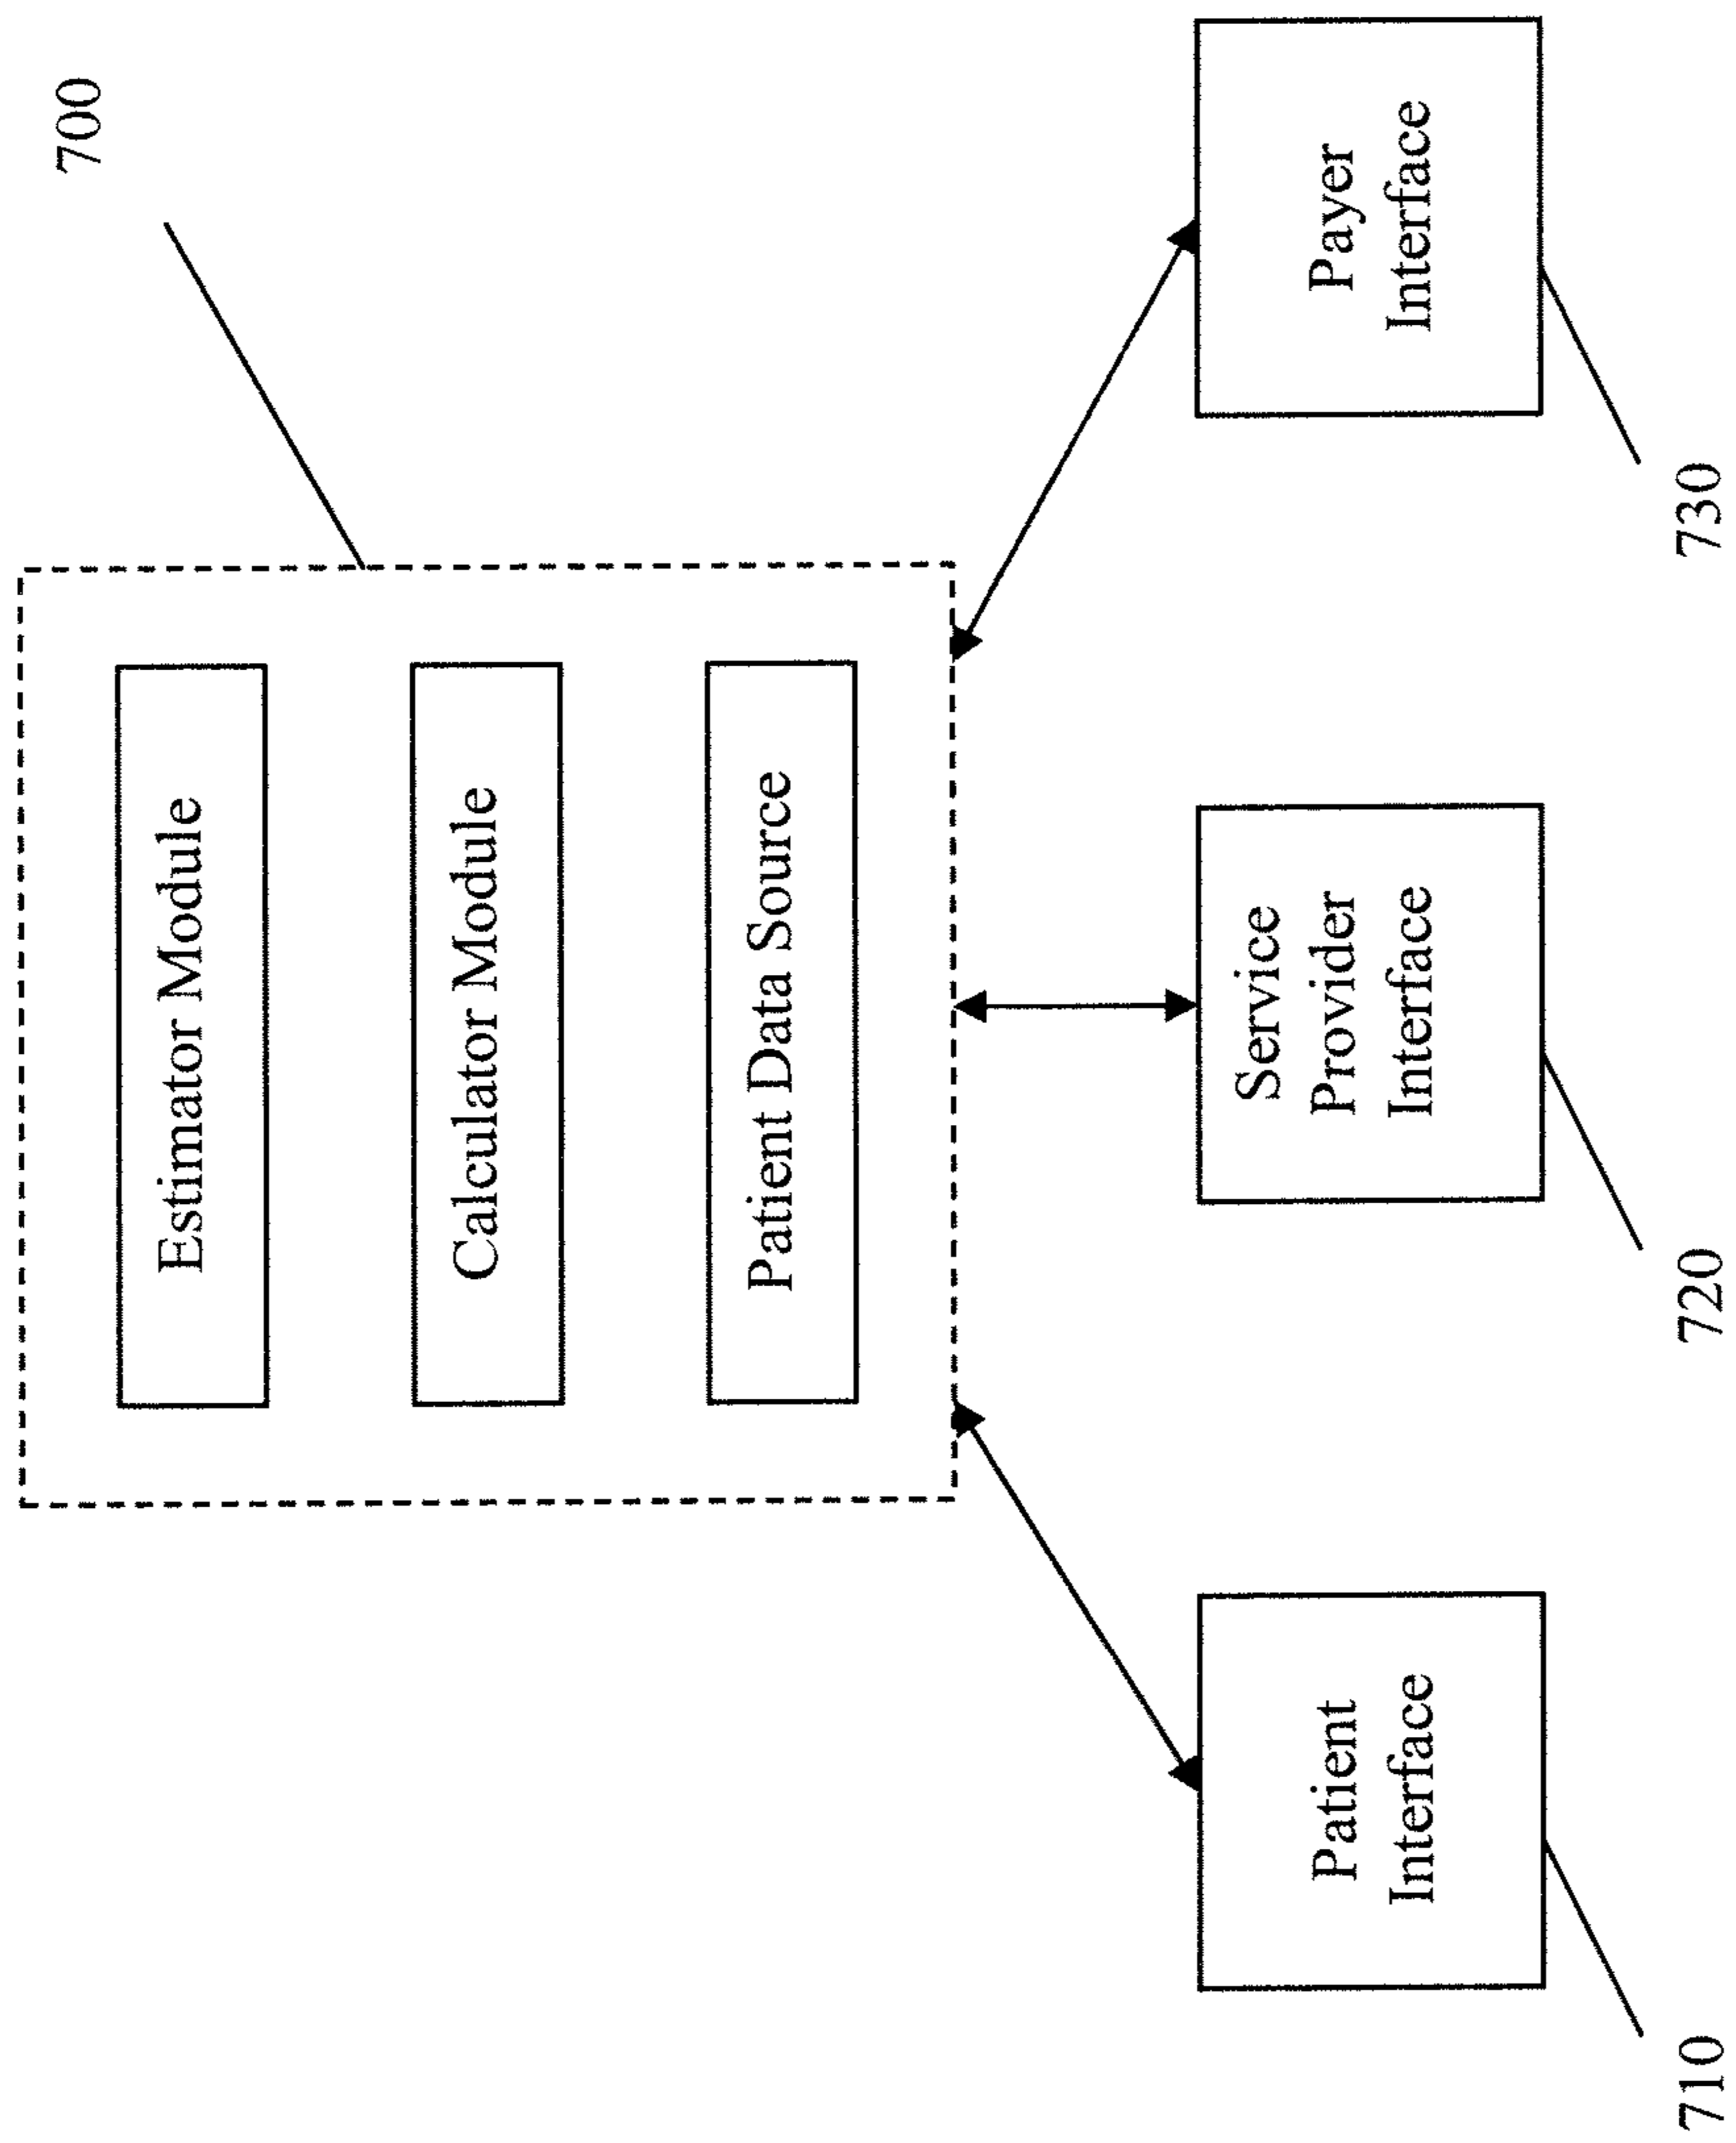 700
Estimator Module
Calculator Module
Patient Data Source
Patient
Interface
Service
Provider
Interface
Payer
Interface
710
720
730